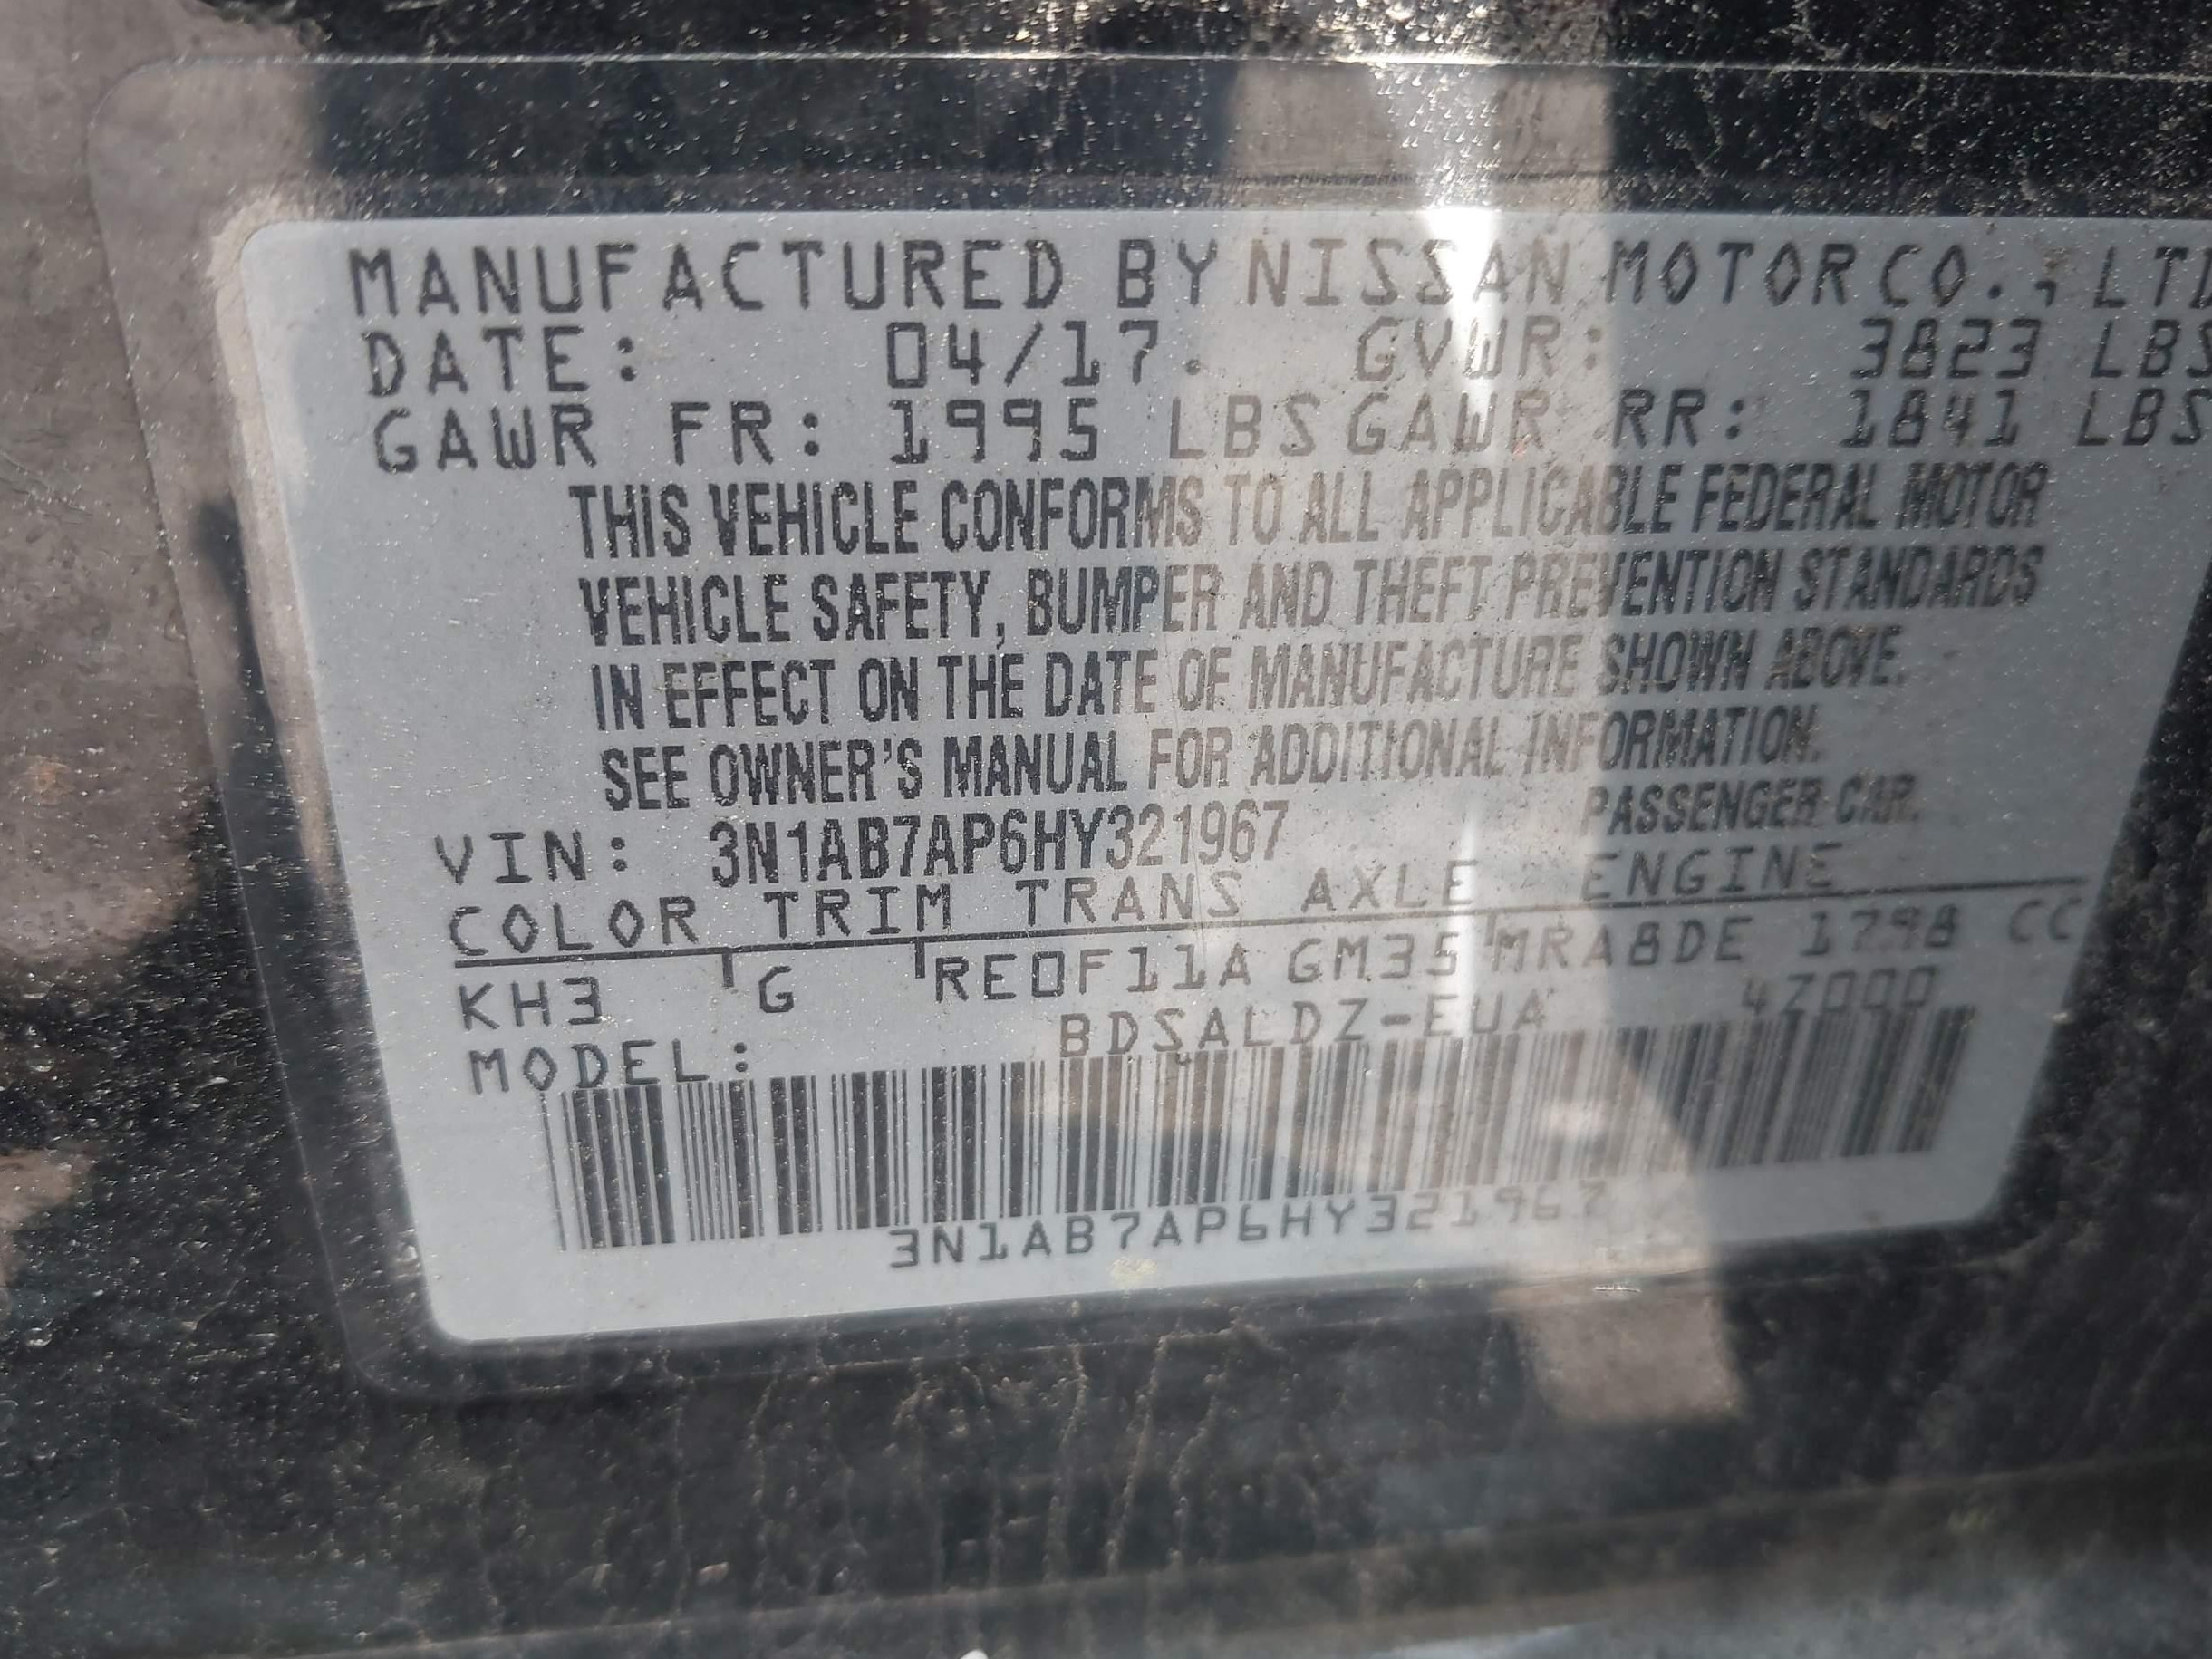 MANUFACTURED BY NISSAN MOTOR CO., LTD
DATE: 04/17. GVWR: 3823 LBS
GAWR FR: 1995 LBS GAWR RR: 1841 LBS
THIS VEHICLE CONFORMS TO ALL APPLICABLE FEDERAL MOTOR
VEHICLE SAFETY, BUMPER AND THEFT PREVENTION STANDARDS
IN EFFECT ON THE DATE OF MANUFACTURE SHOWN ABOVE.
SEE OWNER'S MANUAL FOR ADDITIONAL INFORMATION.
VIN: 3N1AB7AP6HY321967 PASSENGER CAR.
COLOR TRIM TRANS AXLE ENGINE
KH3 G RE0F11A GM35 MRA8DE 1798 CC
MODEL: BDSALDZ-EUA 4Z000
3N1AB7AP6HY321967